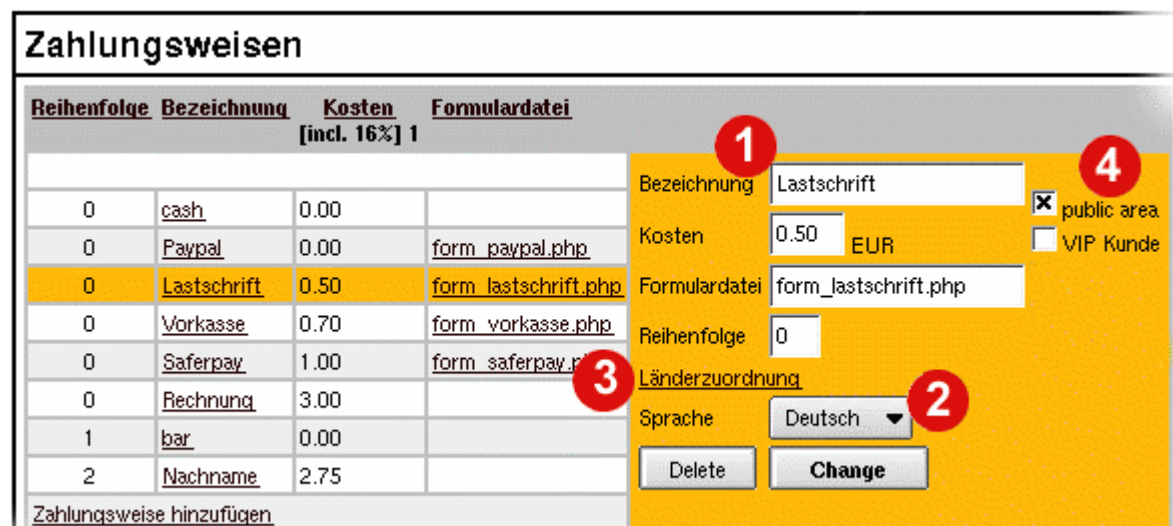 Zahlungsweisen
Reihenfolge Bezeichnung Kosten Formulardatei
[incl. 16%] 1
0 cash 0.00
0 Paypal 0.00 form_paypal.php
0 Lastschrift 0.50 form_lastschrift.php
0 Vorkasse 0.70 form_vorkasse.php
0 Saferpay 1.00 form_saferpay.p
0 Rechnung 3.00
1 bar 0.00
2 Nachname 2.75
Zahlungsweise hinzufügen
1
Bezeichnung Lastschrift
4
public area
Kosten 0.50 EUR
VIP Kunde
Formulardatei form_lastschrift.php
Reihenfolge 0
3
Länderzuordnung
Sprache Deutsch
2
Delete Change